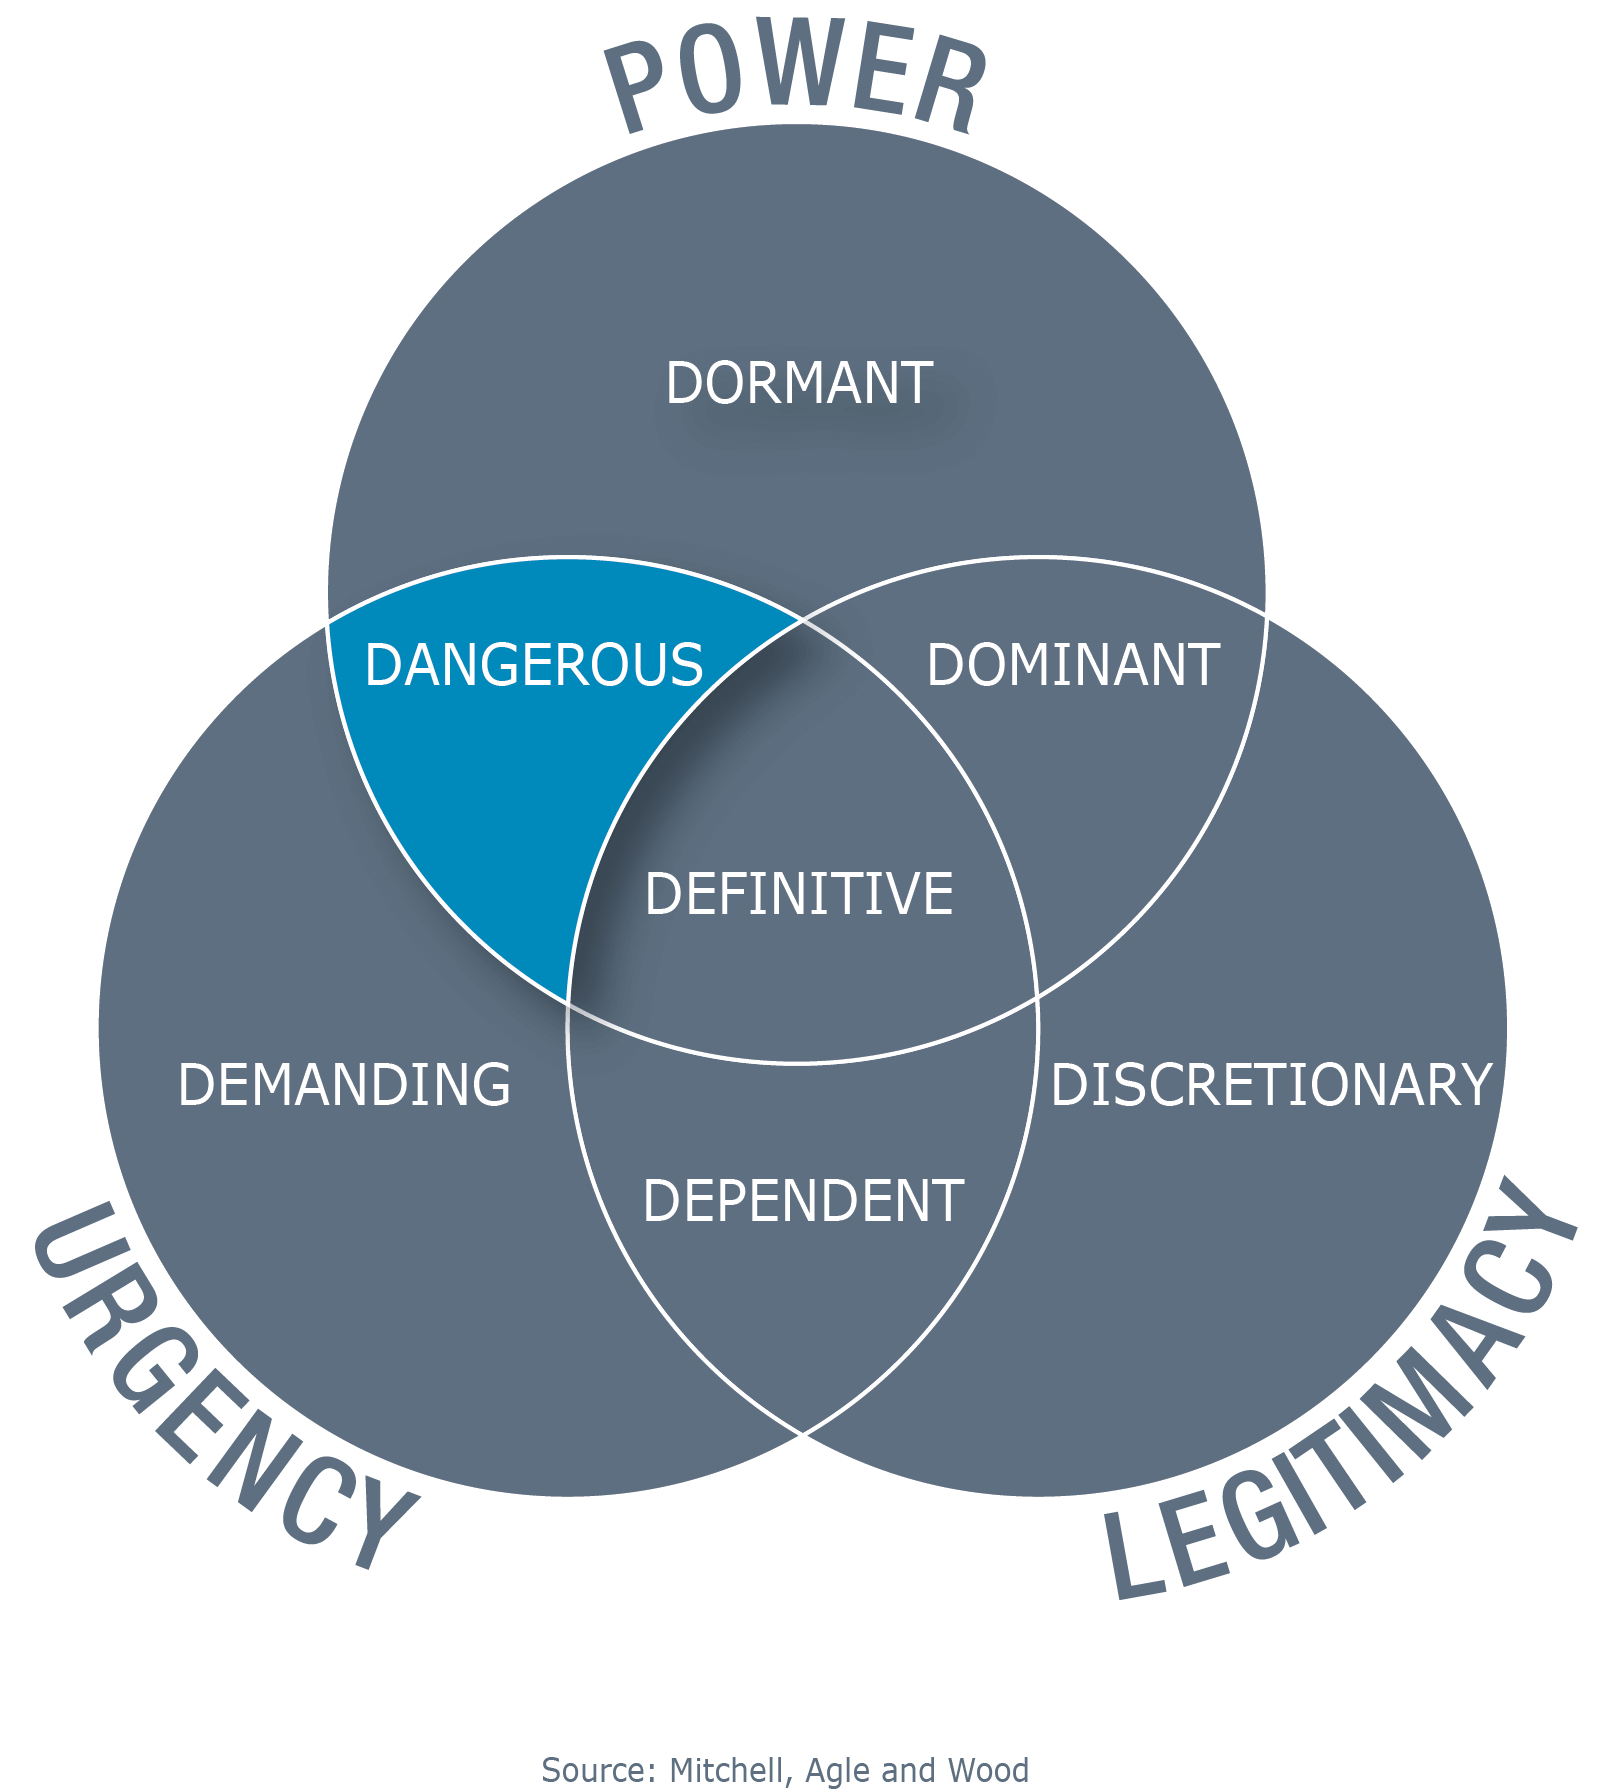 POWER
DORMANT
DANGEROUS
DOMINANT
DEFINITIVE
DEMANDING
DISCRETIONARY
DEPENDENT
URGENCY
LEGITIMACY
Source: Mitchell, Agle and Wood